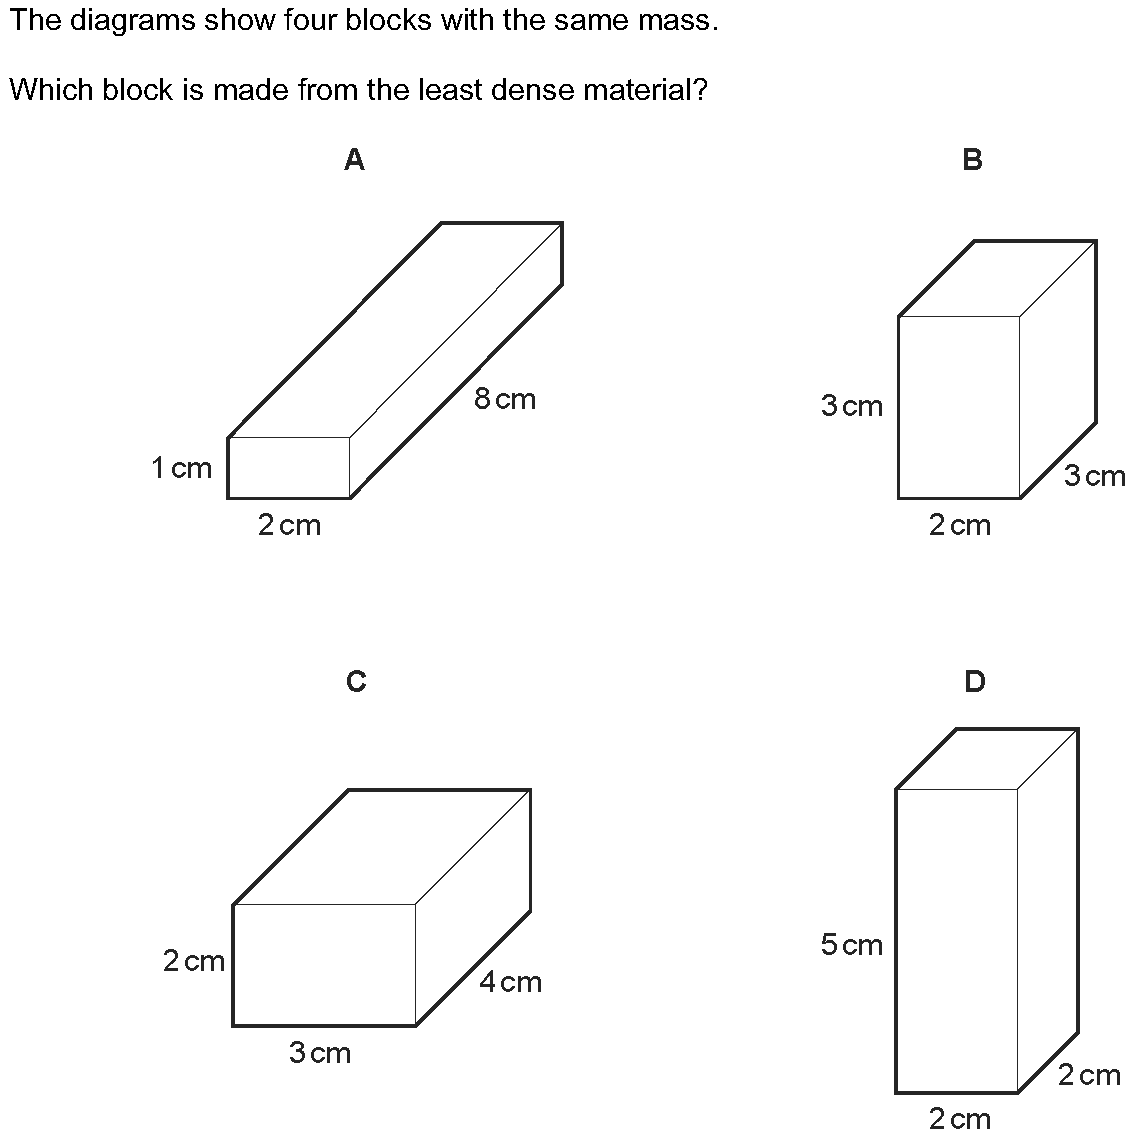 The diagrams show four blocks with the same mass.
Which block is made from the least dense material?
A
B
8 cm
3 cm
1 cm
3 cm
2 cm
2 cm
C
D
5 cm
2 cm
4 cm
3 cm
2 cm
2 cm